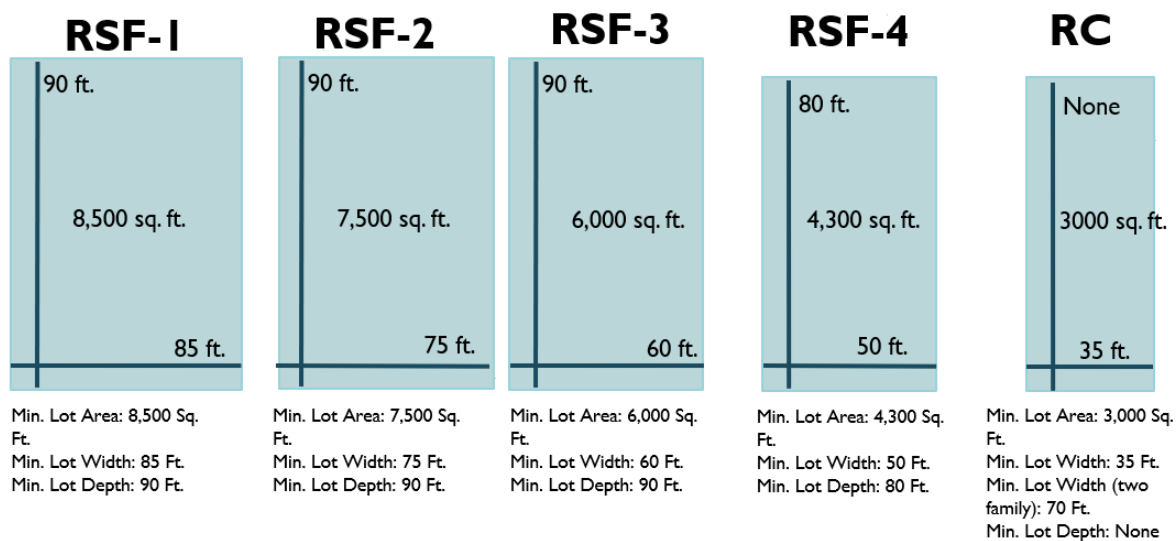 RSF-1
90 ft.
8,500 sq. ft.
85 ft.
Min. Lot Area: 8,500 Sq.
Ft.
Min. Lot Width: 85 Ft.
Min. Lot Depth: 90 Ft.
RSF-2
90 ft.
7,500 sq. ft.
75 ft.
Min. Lot Area: 7,500 Sq.
Ft.
Min. Lot Width: 75 Ft.
Min. Lot Depth: 90 Ft.
RSF-3
90 ft.
6,000 sq. ft.
60 ft.
Min. Lot Area: 6,000 Sq.
Ft.
Min. Lot Width: 60 Ft.
Min. Lot Depth: 90 Ft.
RSF-4
80 ft.
4,300 sq. ft.
50 ft.
Min. Lot Area: 4,300 Sq.
Ft.
Min. Lot Width: 50 Ft.
Min. Lot Depth: 80 Ft.
RC
None
3000 sq. ft.
35 ft.
Min. Lot Area: 3,000 Sq.
Ft.
Min. Lot Width: 35 Ft.
Min. Lot Width (two
family): 70 Ft.
Min. Lot Depth: None